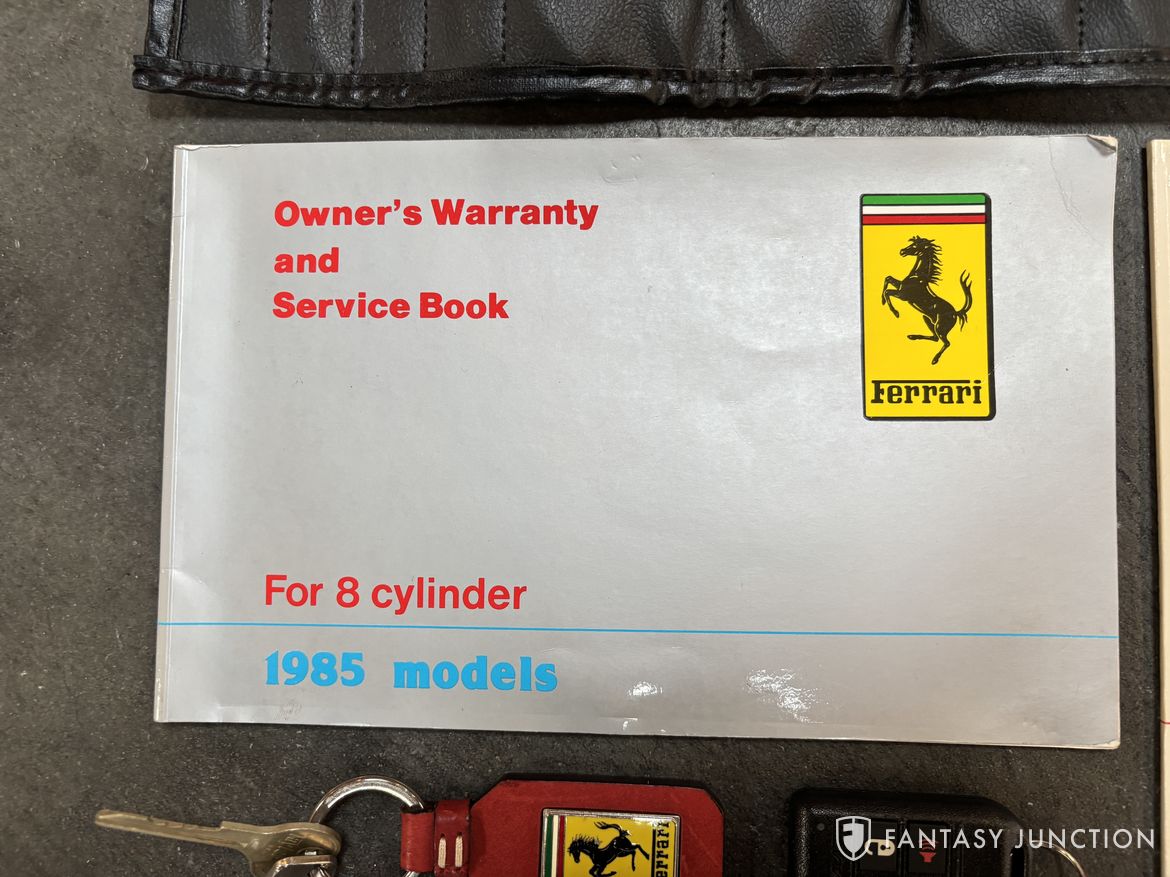 Owner's Warranty
and
Service Book
Ferrari
For 8 cylinder
1985 models
Ferrari
FANTASY JUNCTION